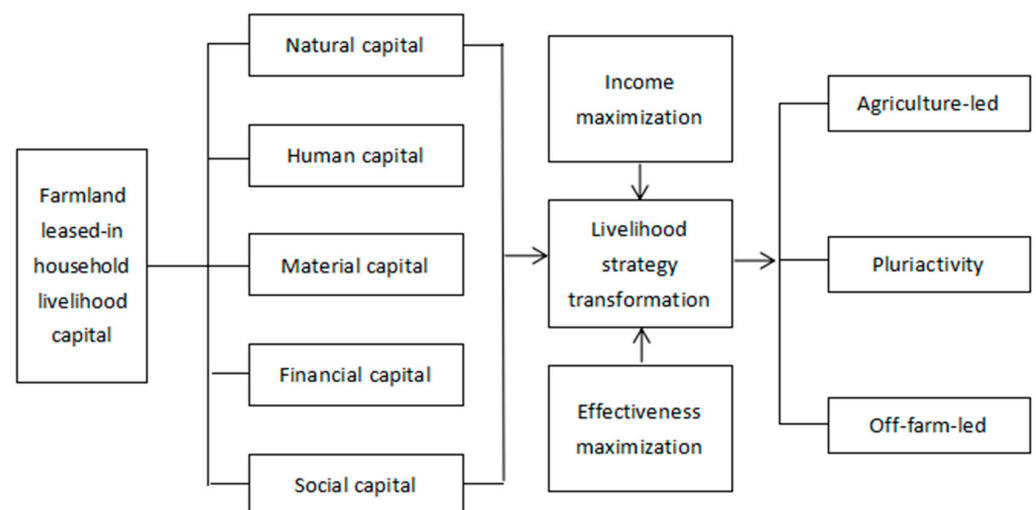 Farmland
leased-in
household
livelihood
capital
Natural capital
Human capital
Material capital
Financial capital
Social capital
Income
maximization
Livelihood
strategy
transformation
Effectiveness
maximization
Agriculture-led
Pluriactivity
Off-farm-led